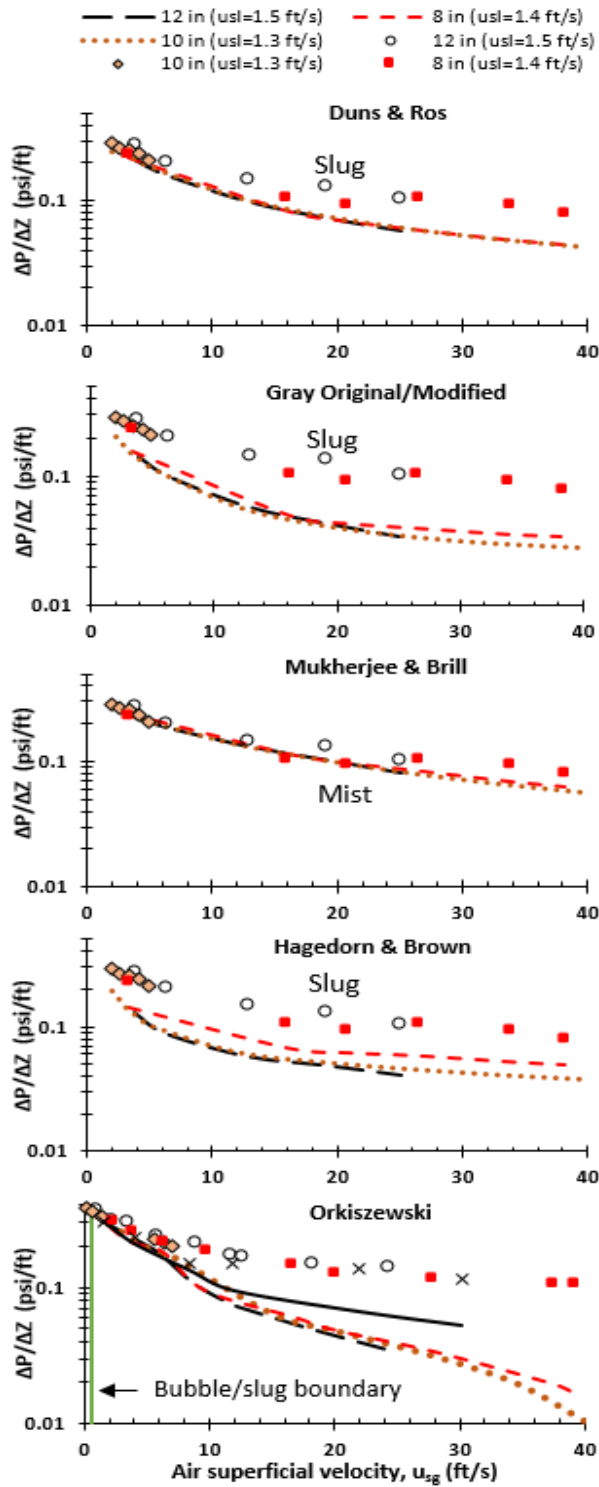 12 in (usl=1.5 ft/s) 8 in (usl=1.4 ft/s)
10 in (usl=1.3 ft/s) 12 in (usl=1.5 ft/s)
10 in (usl=1.3 ft/s) 8 in (usl=1.4 ft/s)
Duns & Ros
Slug
0.1
0.01
ΔP/ΔZ (psi/ft)
0 10 20 30 40
Gray Original/Modified
Slug
0.1
0.01
ΔP/ΔZ (psi/ft)
0 10 20 30 40
Mukherjee & Brill
0.1
Mist
0.01
ΔP/ΔZ (psi/ft)
0 10 20 30 40
Hagedorn & Brown
Slug
0.1
0.01
ΔP/ΔZ (psi/ft)
0 10 20 30 40
Orkiszewski
0.1
Bubble/slug boundary
0.01
ΔP/ΔZ (psi/ft)
0 10 20 30 40
Air superficial velocity, usg (ft/s)